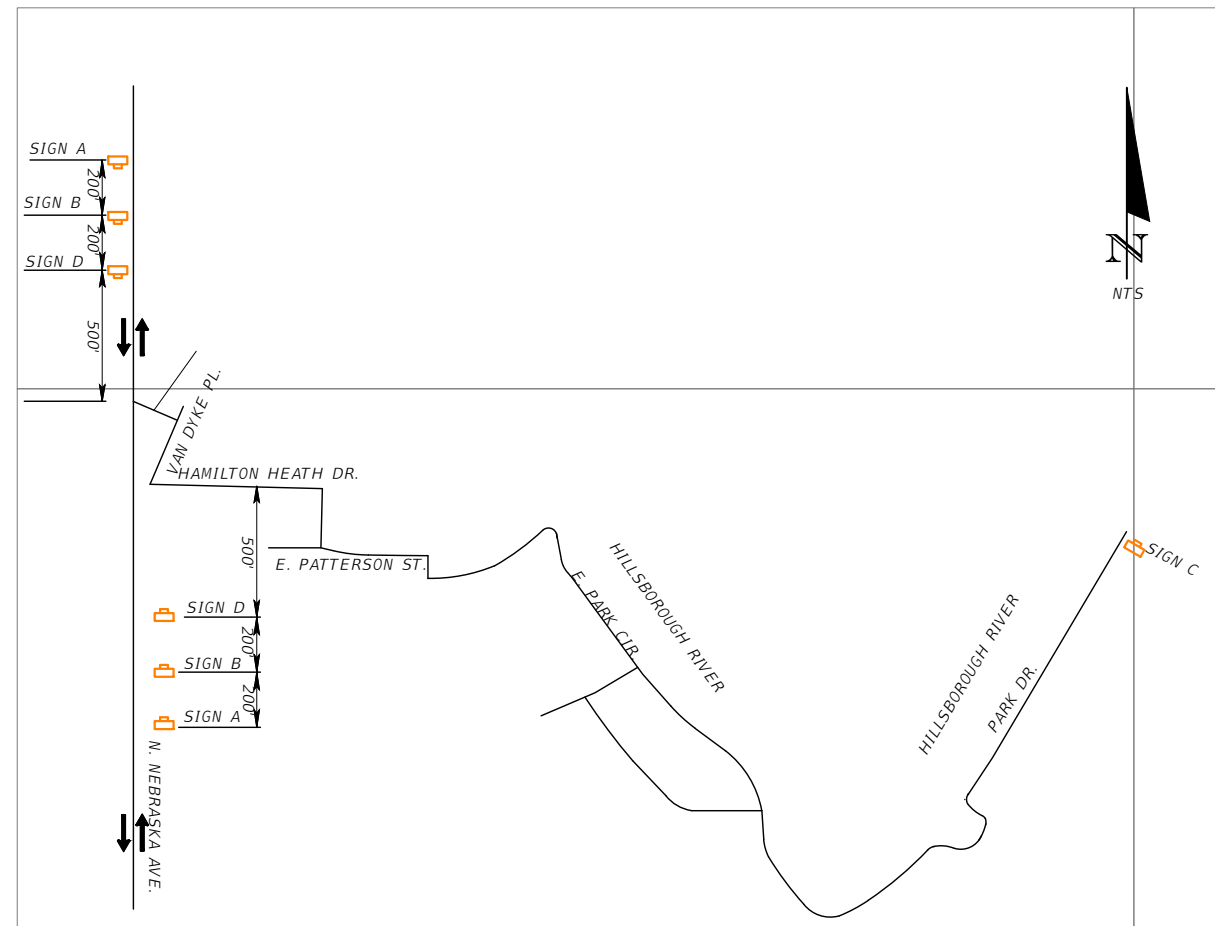 SIGN A
200'
SIGN B
200'
SIGN D
500'
N
NTS
VAN DYKE PL.
HAMILTON HEATH DR.
500'
E. PATTERSON ST.
SIGN D
200'
SIGN B
200'
SIGN A
N. NEBRASKA AVE.
E. PARK CIR.
HILLSBOROUGH RIVER
HILLSBOROUGH RIVER
PARK DR.
SIGN C